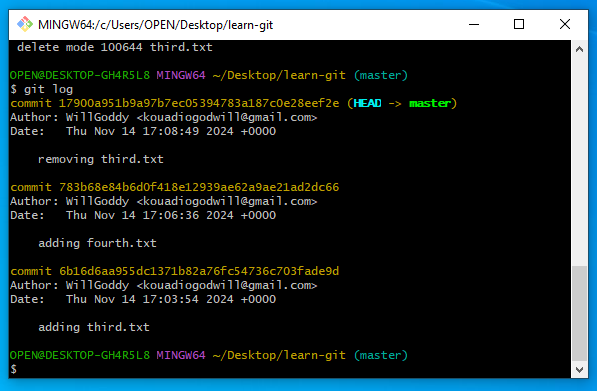 MINGW64:/c/Users/OPEN/Desktop/learn-git
delete mode 100644 third.txt
OPEN@DESKTOP-GH4R5L8 MINGW64 ~/Desktop/learn-git (master)
$ git log
commit 17900a951b9a97b7ec05394783a187c0e28eef2e (HEAD -> master)
Author: WillGoddy <kouadiogodwill@gmail.com>
Date:   Thu Nov 14 17:08:49 2024 +0000
removing third.txt
commit 783b68e84b6d0f418e12939ae62a9ae21ad2dc66
Author: WillGoddy <kouadiogodwill@gmail.com>
Date:   Thu Nov 14 17:06:36 2024 +0000
adding fourth.txt
commit 6b16d6aa955dc1371b82a76fc54736c703fade9d
Author: WillGoddy <kouadiogodwill@gmail.com>
Date:   Thu Nov 14 17:03:54 2024 +0000
adding third.txt
OPEN@DESKTOP-GH4R5L8 MINGW64 ~/Desktop/learn-git (master)
$